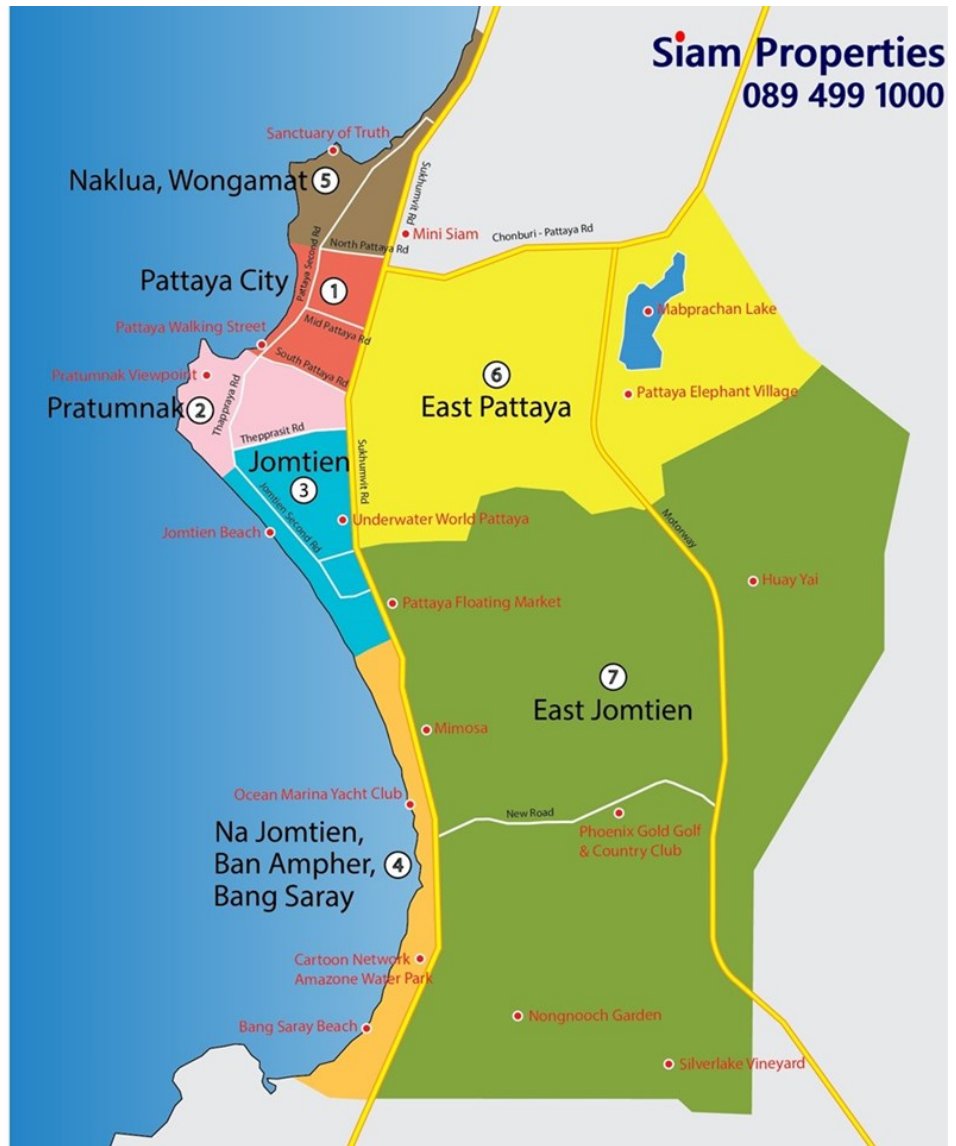 Siam Properties
089 499 1000
Sanctuary of Truth
Naklua, Wongamat 5
Sukhumvit Rd
Mini Siam
Chonburi - Pattaya Rd
North Pattaya Rd
Pattaya Second Rd
Pattaya City
1
Mabprachan Lake
Mid Pattaya Rd
Pattaya Walking Street
South Pattaya Rd
Pratumnak Viewpoint
6
East Pattaya
Pattaya Elephant Village
Pratumnak 2
Thappraya Rd
Thepprasit Rd
Jomtien
3
Sukhumvit Rd
Jomtien Second Rd
Underwater World Pattaya
Jomtien Beach
Motorway
Huay Yai
Pattaya Floating Market
7
East Jomtien
Mimosa
Ocean Marina Yacht Club
New Road
Phoenix Gold Golf
& Country Club
Na Jomtien,
Ban Ampher,
Bang Saray
4
Cartoon Network
Amazone Water Park
Nongnooch Garden
Bang Saray Beach
Silverlake Vineyard